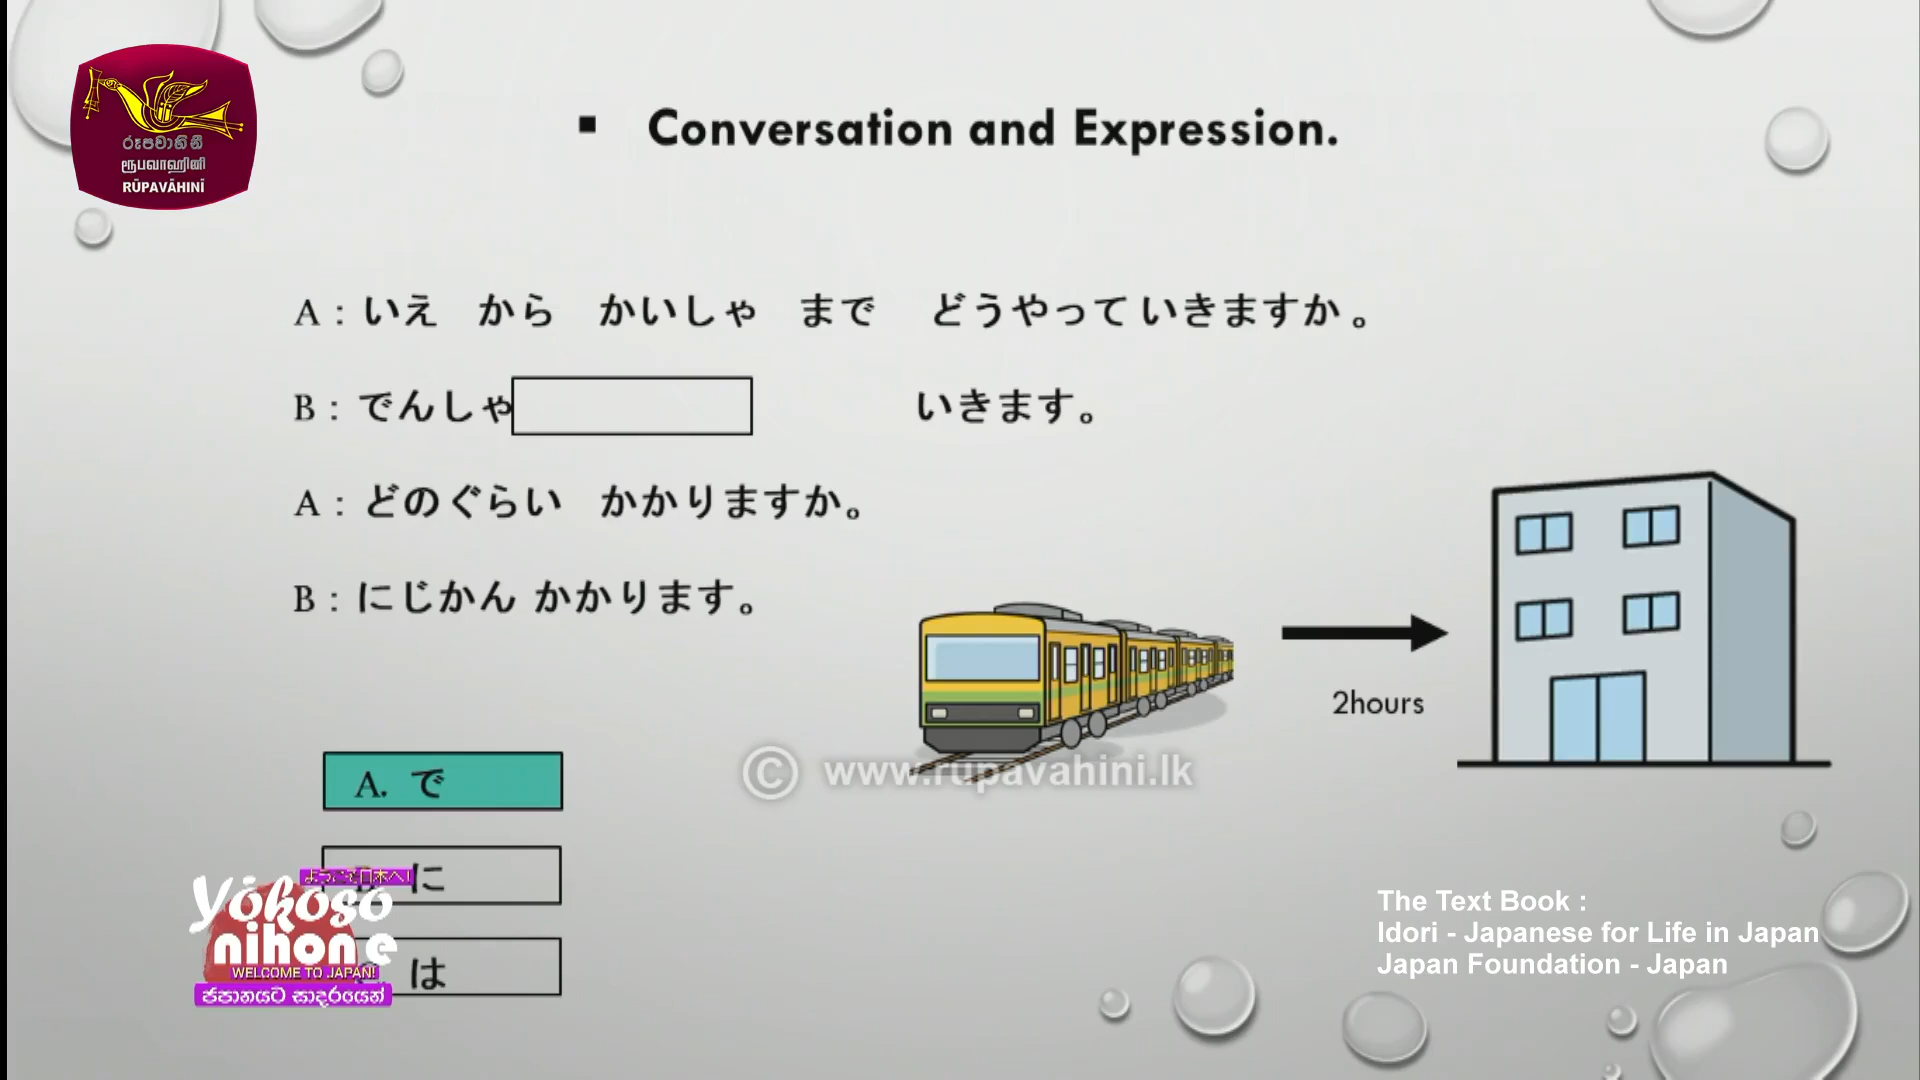 රූපවාහිනී
ரூபவாஹினி
RŪPAVĀHINĪ
▪ Conversation and Expression.
A : いえ から かいしゃ まで どうやって いきますか 。
B : でんしゃ いきます。
A : どのぐらい かかりますか。
B : にじかん かかります。
2hours
A. で
© www.rupavahini.lk
に
ようこそ日本へ!
yōkoso
nihon e
は
WELCOME TO JAPAN!
ජපානයට සාදරයෙන්
The Text Book :
Idori - Japanese for Life in Japan
Japan Foundation - Japan